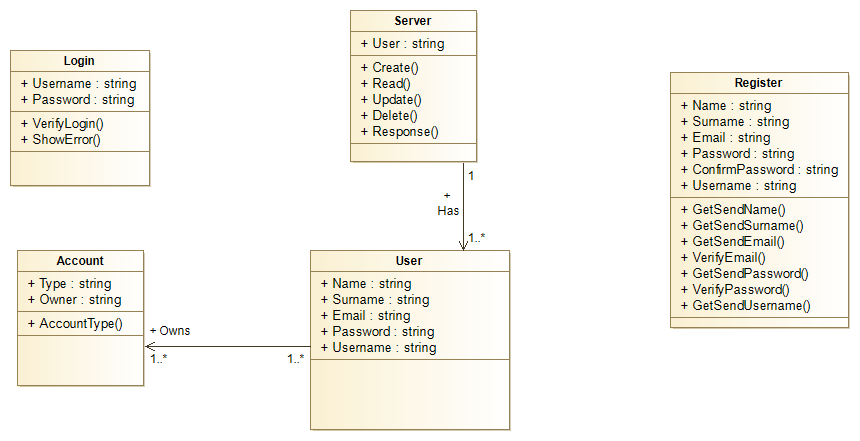 Server
+ User : string
+ Create()
+ Read()
+ Update()
+ Delete()
+ Response()
Login
+ Username : string
+ Password : string
+ VerifyLogin()
+ ShowError()
Register
+ Name : string
+ Surname : string
+ Email : string
+ Password : string
+ ConfirmPassword : string
+ Username : string
+ GetSendName()
+ GetSendSurname()
+ GetSendEmail()
+ VerifyEmail()
+ GetSendPassword()
+ VerifyPassword()
+ GetSendUsername()
1
+
Has
1..*
Account
+ Type : string
+ Owner : string
+ AccountType()
User
+ Name : string
+ Surname : string
+ Email : string
+ Password : string
+ Username : string
+ Owns
1..*
1..*